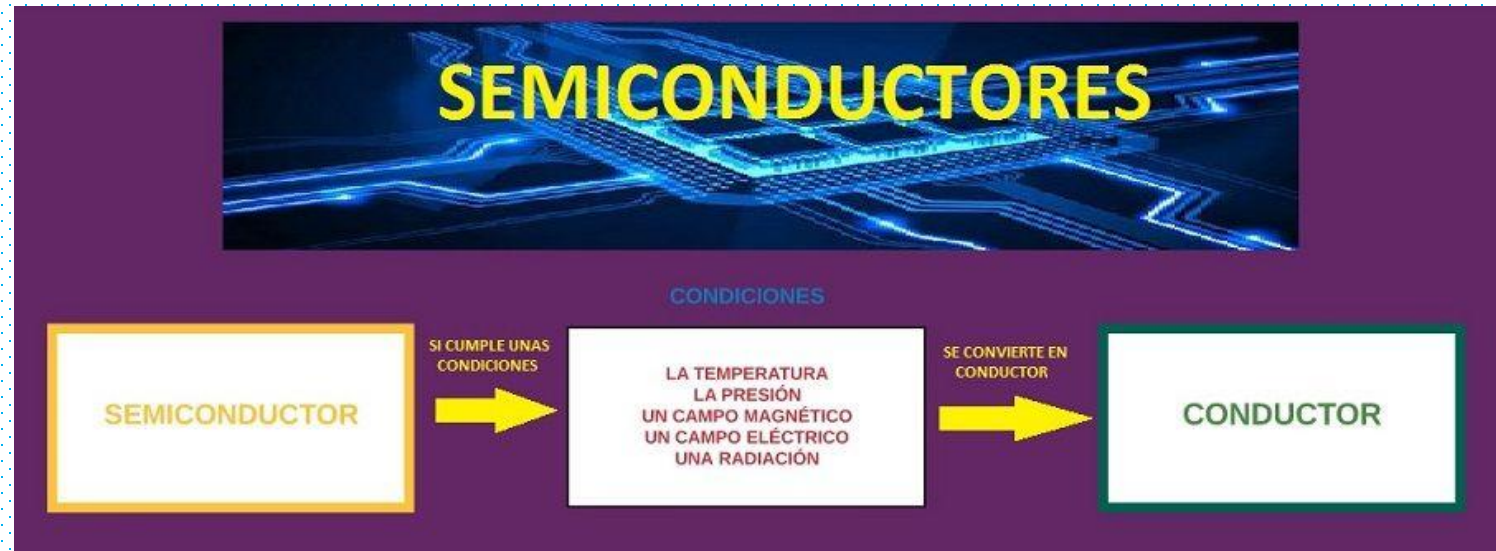 SEMICONDUCTORES
CONDICIONES
SEMICONDUCTOR
SI CUMPLE UNAS
CONDICIONES
LA TEMPERATURA
LA PRESIÓN
UN CAMPO MAGNÉTICO
UN CAMPO ELÉCTRICO
UNA RADIACIÓN
SE CONVIERTE EN
CONDUCTOR
CONDUCTOR